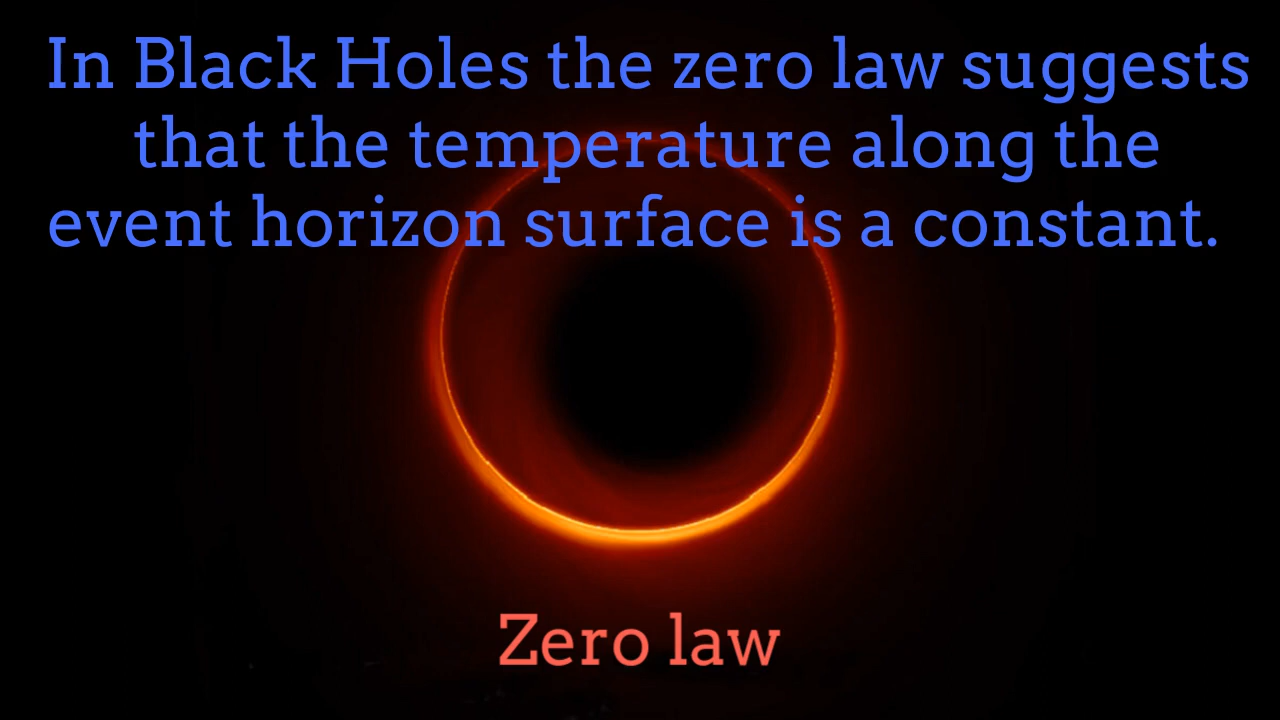 In Black Holes the zero law suggests
that the temperature along the
event horizon surface is a constant.
Zero law